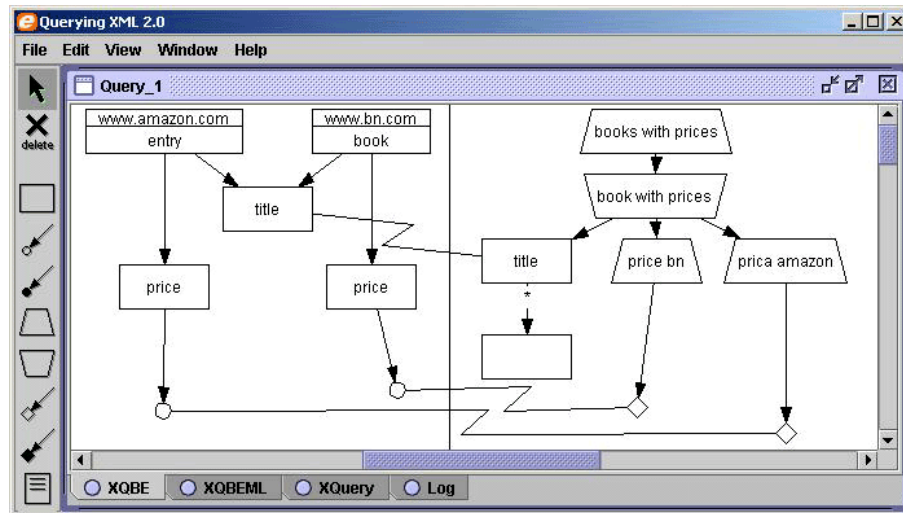 Querying XML 2.0
File Edit View Window Help
Query_1
delete
www.amazon.com
entry
www.bn.com
book
title
price
price
books with prices
book with prices
title
price bn
prica amazon
*
XQBE XQBEML XQuery Log